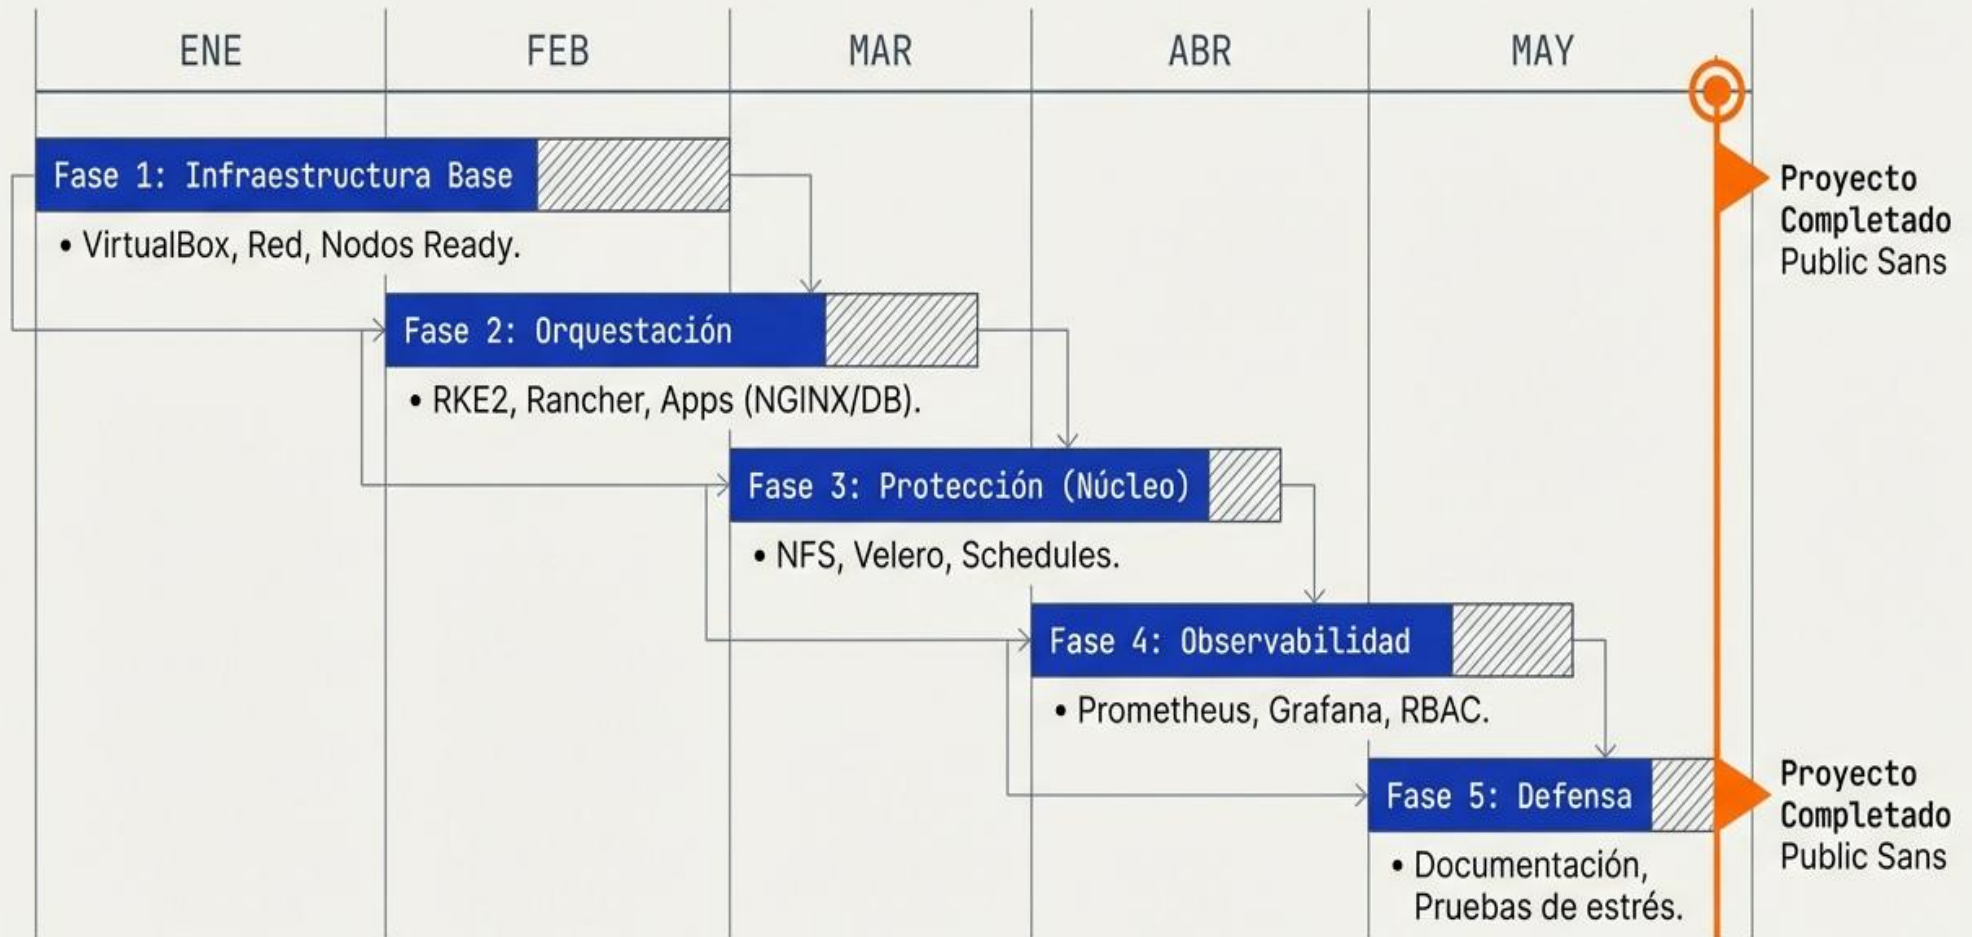 ENE
FEB
MAR
ABR
MAY
Fase 1: Infraestructura Base
• VirtualBox, Red, Nodos Ready.
Proyecto
Completado
Public Sans
Fase 2: Orquestación
• RKE2, Rancher, Apps (NGINX/DB).
Fase 3: Protección (Núcleo)
• NFS, Velero, Schedules.
Fase 4: Observabilidad
• Prometheus, Grafana, RBAC.
Fase 5: Defensa
• Documentación,
Pruebas de estrés.
Proyecto
Completado
Public Sans